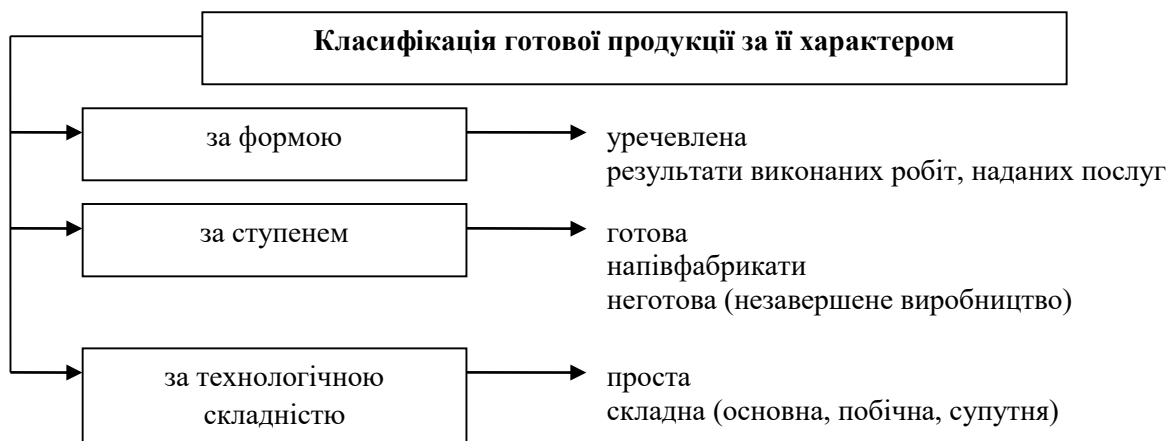 Класифікація готової продукції за її характером
за формою
уречевлена
результати виконаних робіт, наданих послуг
за ступенем
готова
напівфабрикати
неготова (незавершене виробництво)
за технологічною
складністю
проста
складна (основна, побічна, супутня)